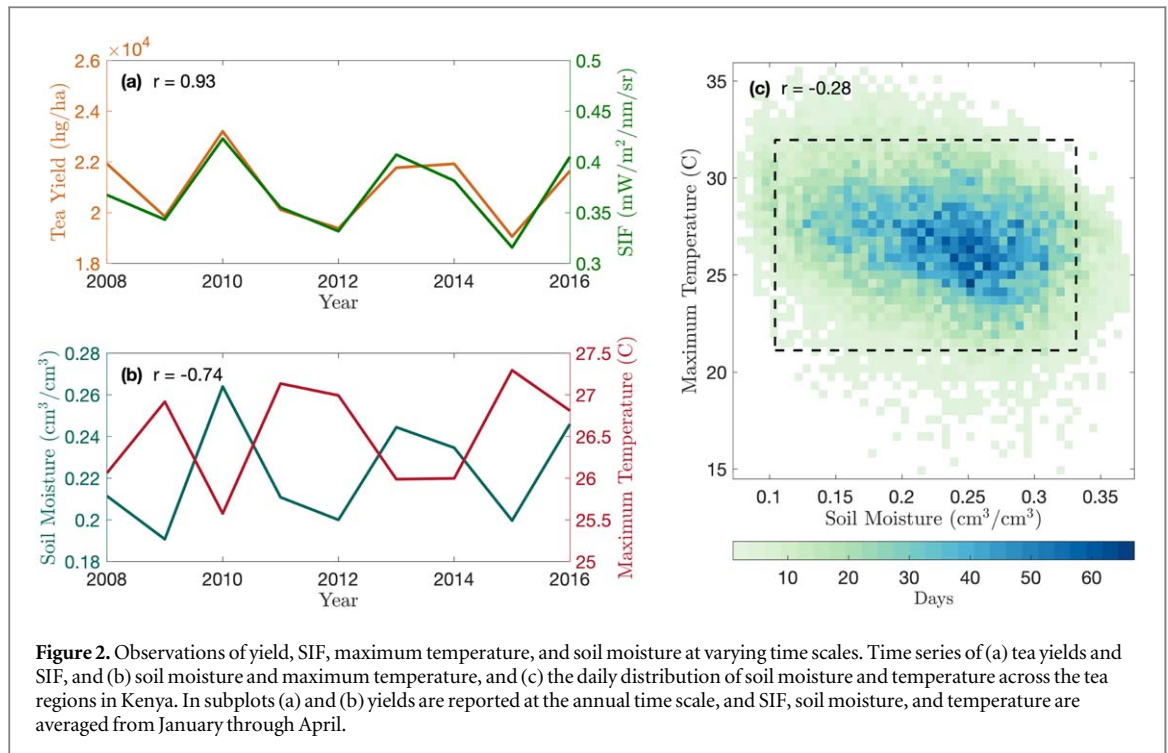 ×10⁴
2.6
2.4
2.2
2
1.8
Tea Yield (hg/ha)
(a) r = 0.93
0.5
0.45
0.4
0.35
0.3
SIF (mW/m²/nm/sr)
2008 2010 2012 2014 2016
Year
0.28
0.26
0.24
0.22
0.2
0.18
Soil Moisture (cm³/cm³)
(b) r = -0.74
27.5
27
26.5
26
25.5
25
Maximum Temperature (C)
2008 2010 2012 2014 2016
Year
35
30
25
20
15
Maximum Temperature (C)
(c) r = -0.28
0.1 0.15 0.2 0.25 0.3 0.35
Soil Moisture (cm³/cm³)
10 20 30 40 50 60
Days
Figure 2. Observations of yield, SIF, maximum temperature, and soil moisture at varying time scales. Time series of (a) tea yields and
SIF, and (b) soil moisture and maximum temperature, and (c) the daily distribution of soil moisture and temperature across the tea
regions in Kenya. In subplots (a) and (b) yields are reported at the annual time scale, and SIF, soil moisture, and temperature are
averaged from January through April.